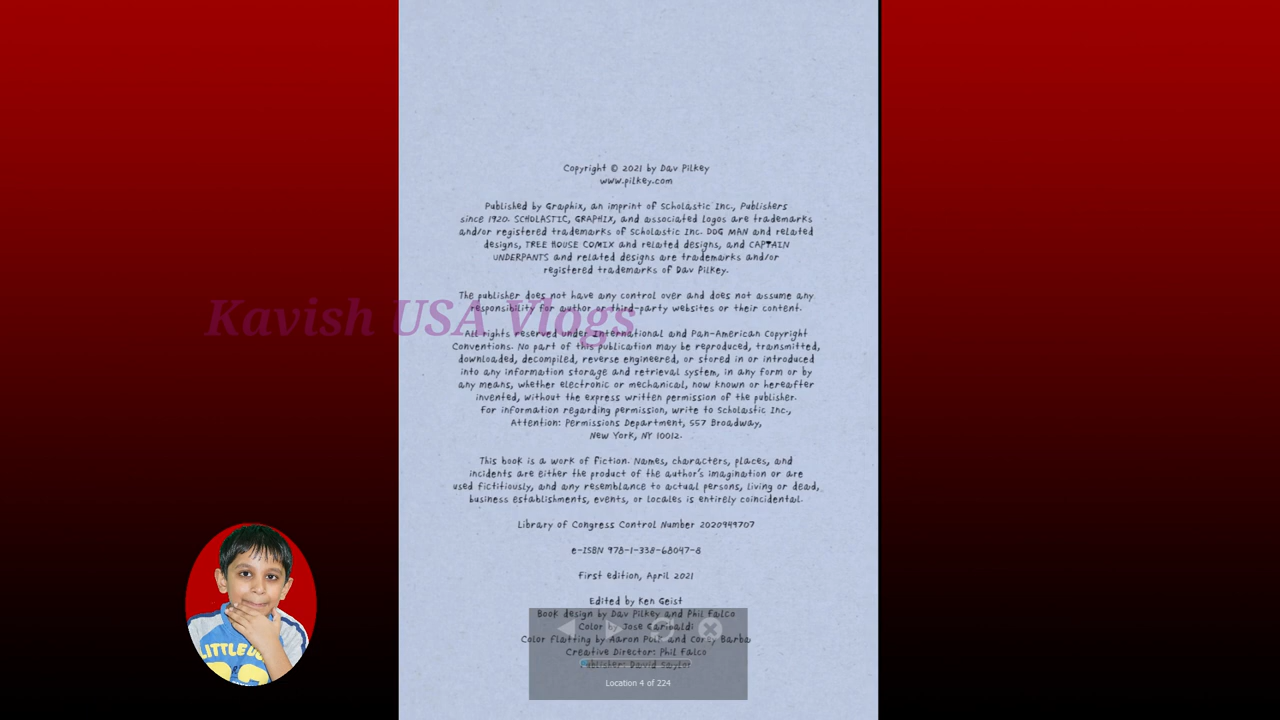 Copyright © 2021 by Dav Pilkey
www.pilkey.com
Published by Graphix, an imprint of Scholastic Inc., Publishers
since 1920. SCHOLASTIC, GRAPHIX, and associated logos are trademarks
and/or registered trademarks of Scholastic Inc. DOG MAN and related
designs, TREE HOUSE COMIX and related designs, and CAPTAIN
UNDERPANTS and related designs are trademarks and/or
registered trademarks of Dav Pilkey.
The publisher does not have any control over and does not assume any
responsibility for author or third-party websites or their content.
Kavish USA Vlogs
All rights reserved under International and Pan-American Copyright
Conventions. No part of this publication may be reproduced, transmitted,
downloaded, decompiled, reverse engineered, or stored in or introduced
into any information storage and retrieval system, in any form or by
any means, whether electronic or mechanical, now known or hereafter
invented, without the express written permission of the publisher.
For information regarding permission, write to Scholastic Inc.,
Attention: Permissions Department, 557 Broadway,
New York, NY 10012.
This book is a work of fiction. Names, characters, places, and
incidents are either the product of the author's imagination or are
used fictitiously, and any resemblance to actual persons, living or dead,
business establishments, events, or locales is entirely coincidental.
Library of Congress Control Number 2020949707
e-ISBN 978-1-338-68047-8
First edition, April 2021
Edited by Ken Geist
Book design by Dav Pilkey and Phil Falco
Color by Jose Garibaldi
Color flatting by Aaron Polk and Corey Barba
Creative Director: Phil Falco
Publisher: David Saylor
Location 4 of 224